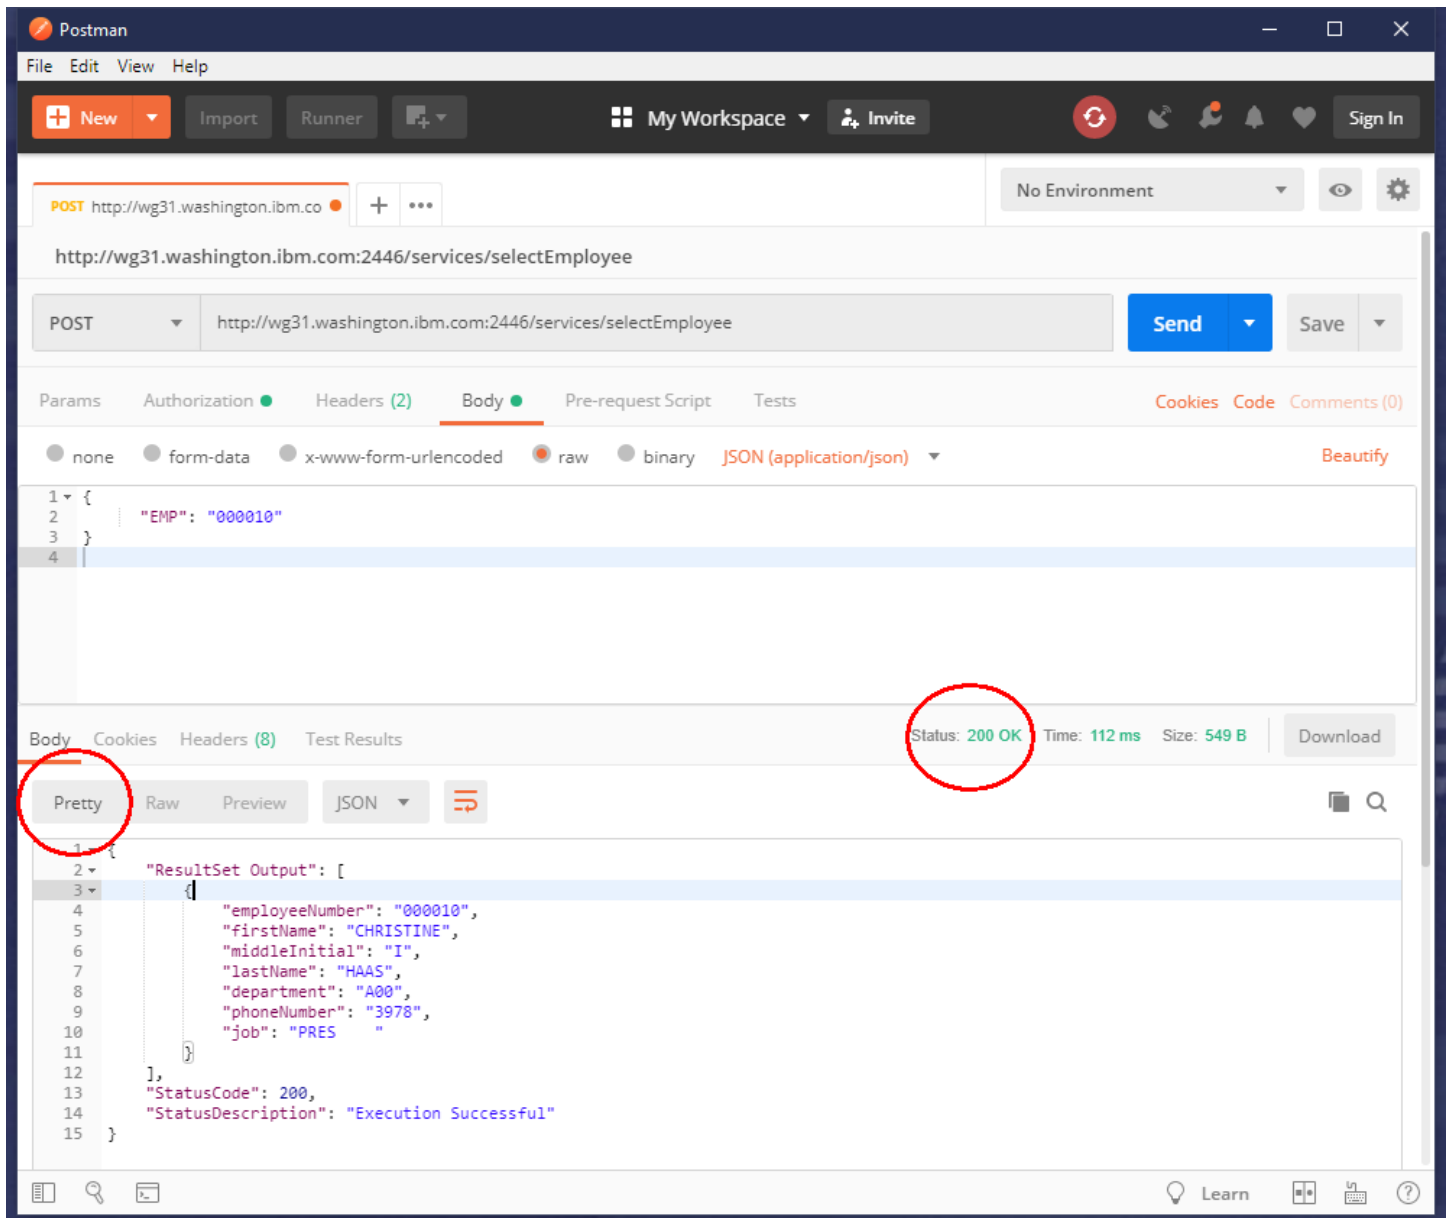 Postman
File Edit View Help
New Import Runner My Workspace Invite Sign In
POST http://wg31.washington.ibm.co + ••• No Environment
http://wg31.washington.ibm.com:2446/services/selectEmployee
POST http://wg31.washington.ibm.com:2446/services/selectEmployee Send Save
Params Authorization Headers (2) Body Pre-request Script Tests Cookies Code Comments (0)
none form-data x-www-form-urlencoded raw binary JSON (application/json) Beautify
1 {
2 "EMP": "000010"
3 }
4
Body Cookies Headers (8) Test Results Status: 200 OK Time: 112 ms Size: 549 B Download
Pretty Raw Preview JSON
1 {
2 "ResultSet Output": [
3 {
4 "employeeNumber": "000010",
5 "firstName": "CHRISTINE",
6 "middleInitial": "I",
7 "lastName": "HAAS",
8 "department": "A00",
9 "phoneNumber": "3978",
10 "job": "PRES    "
11 }
12 ],
13 "StatusCode": 200,
14 "StatusDescription": "Execution Successful"
15 }
Learn ?